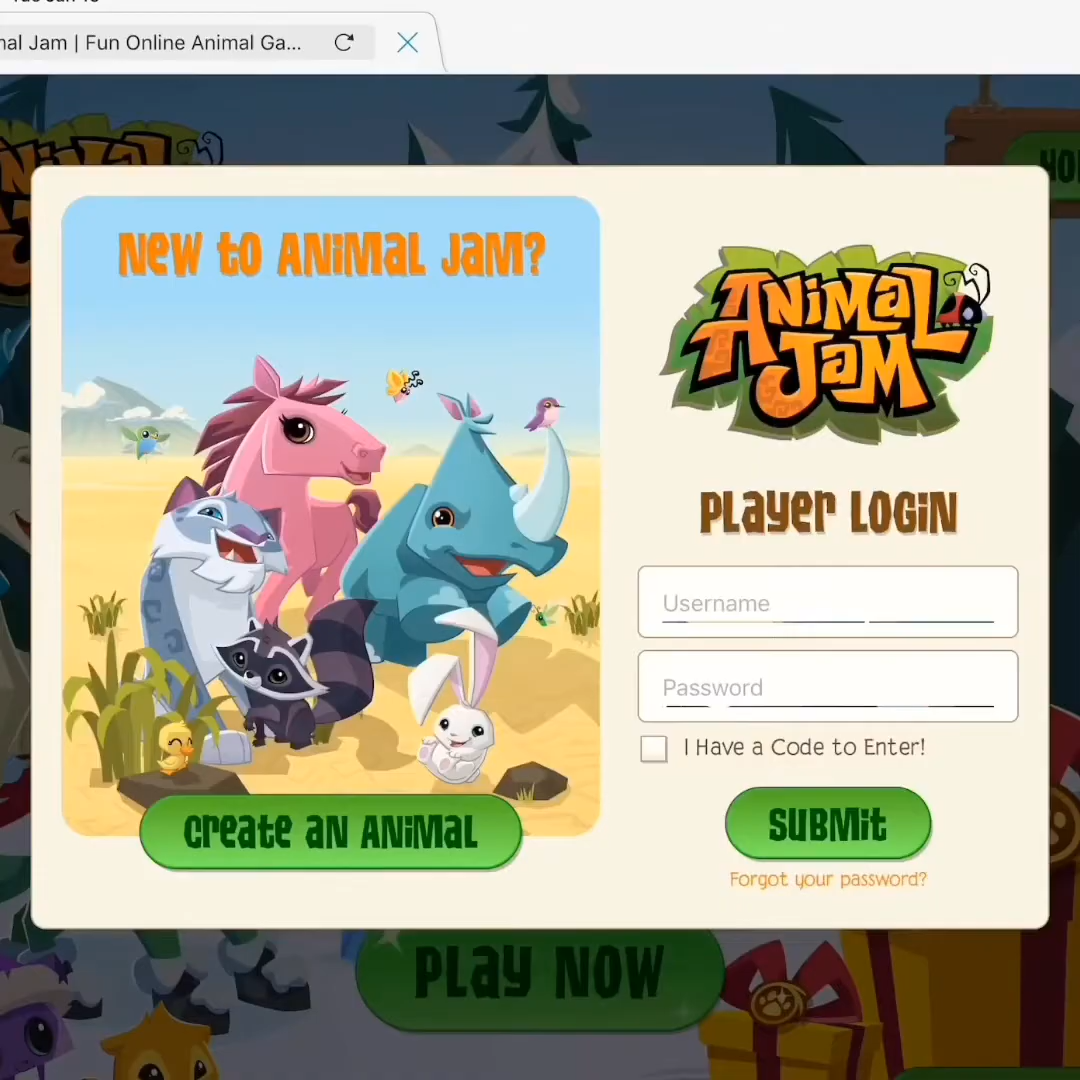 nal Jam | Fun Online Animal Ga...
NEW to ANiMaL JaM?
ANiMaL
JaM
PLayer LOGiN
Username
Password
I Have a Code to Enter!
SUBMit
Forgot your password?
Create an ANiMaL
PLay NOW